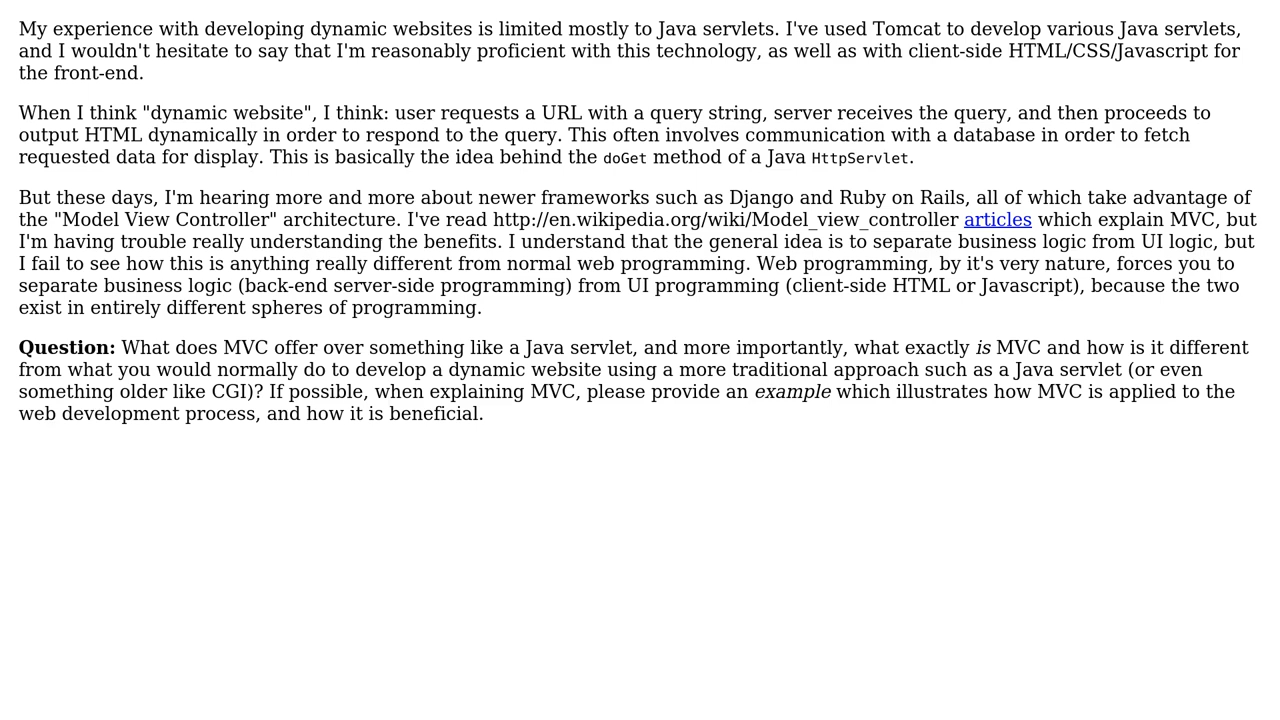 My experience with developing dynamic websites is limited mostly to Java servlets. I've used Tomcat to develop various Java servlets,
and I wouldn't hesitate to say that I'm reasonably proficient with this technology, as well as with client-side HTML/CSS/Javascript for
the front-end.
When I think "dynamic website", I think: user requests a URL with a query string, server receives the query, and then proceeds to
output HTML dynamically in order to respond to the query. This often involves communication with a database in order to fetch
requested data for display. This is basically the idea behind the doGet method of a Java HttpServlet.
But these days, I'm hearing more and more about newer frameworks such as Django and Ruby on Rails, all of which take advantage of
the "Model View Controller" architecture. I've read http://en.wikipedia.org/wiki/Model_view_controller articles which explain MVC, but
I'm having trouble really understanding the benefits. I understand that the general idea is to separate business logic from UI logic, but
I fail to see how this is anything really different from normal web programming. Web programming, by it's very nature, forces you to
separate business logic (back-end server-side programming) from UI programming (client-side HTML or Javascript), because the two
exist in entirely different spheres of programming.
Question: What does MVC offer over something like a Java servlet, and more importantly, what exactly is MVC and how is it different
from what you would normally do to develop a dynamic website using a more traditional approach such as a Java servlet (or even
something older like CGI)? If possible, when explaining MVC, please provide an example which illustrates how MVC is applied to the
web development process, and how it is beneficial.